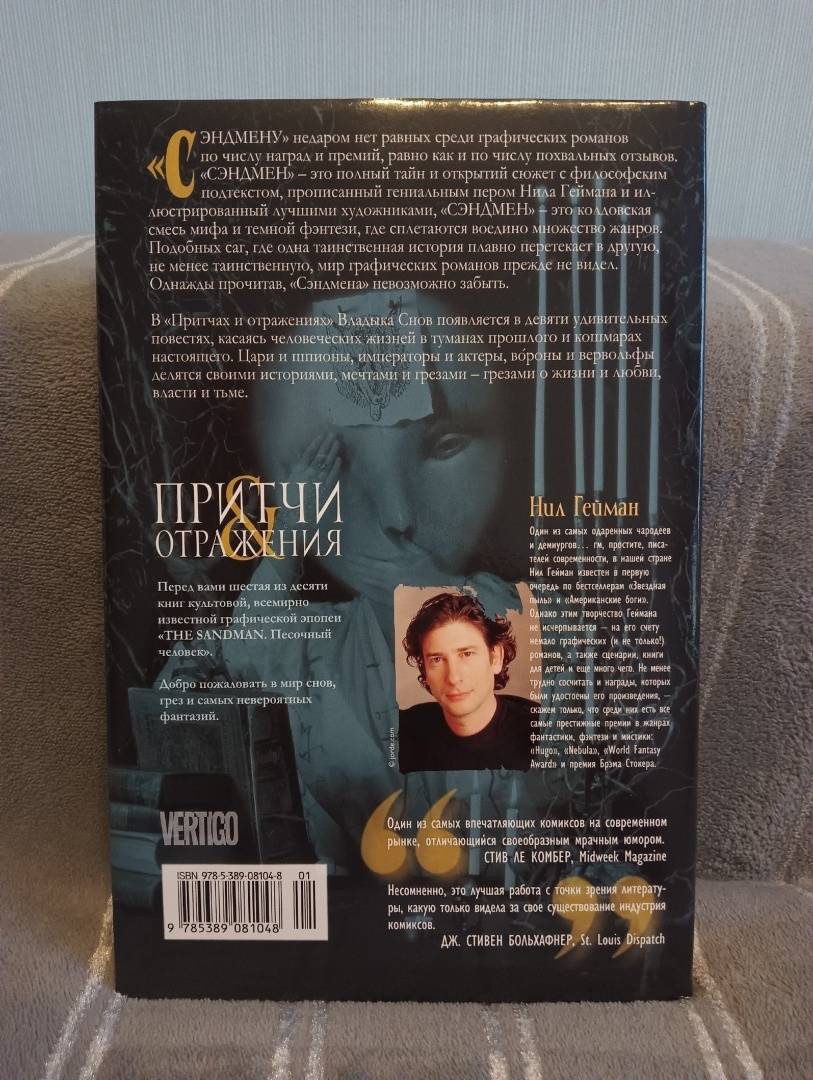 «СЭНДМЕНУ» недаром нет равных среди графических романов
по числу наград и премий, равно как и по числу похвальных отзывов.
«СЭНДМЕН» – это полный тайн и открытий сюжет с философским
подтекстом, прописанный гениальным пером Нила Геймана и ил-
люстрированный лучшими художниками, «СЭНДМЕН» – это колдовская
смесь мифа и темной фэнтези, где сплетаются воедино множество жанров.
Подобных саг, где одна таинственная история плавно перетекает в другую,
не менее таинственную, мир графических романов прежде не видел.
Однажды прочитав, «Сэндмена» невозможно забыть.
В «Притчах и отражениях» Владыка Снов появляется в девяти удивительных
повестях, касаясь человеческих жизней в туманах прошлого и кошмарах
настоящего. Цари и шпионы, императоры и актеры, вороны и вервольфы
делятся своими историями, мечтами и грезами – грезами о жизни и любви,
власти и тьме.
ПРИТЧИ
&
ОТРАЖЕНИЯ
Перед вами шестая из десяти
книг культовой, всемирно
известной графической эпопеи
«THE SANDMAN. Песочный
человек».
Добро пожаловать в мир снов,
грез и самых невероятных
фантазий.
Нил Гейман
Один из самых одаренных чародеев
и демиургов... гм, простите, писа-
телей современности, в нашей стране
Нил Гейман известен в первую
очередь по бестселлерам «Звездная
пыль» и «Американские боги».
Однако этим творчество Геймана
не исчерпывается – на его счету
немало графических (и не только!)
романов, а также сценарии, книги
для детей и еще много чего. Не менее
трудно сосчитать и награды, которых
были удостоены его произведения, –
скажем только, что среди них есть все
самые престижные премии в жанрах
фантастики, фэнтези и мистики:
«Hugo», «Nebula», «World Fantasy
Award» и премия Брэма Стокера.
© jorde.com
VERTIGO
“Один из самых впечатляющих комиксов на современном
рынке, отличающийся своеобразным мрачным юмором.
СТИВ ЛЕ КОМБЕР, Midweek Magazine
Несомненно, это лучшая работа с точки зрения литерату-
ры, какую только видела за свое существование индустрия
комиксов.”
ДЖ. СТИВЕН БОЛЬХАФНЕР, St. Louis Dispatch
ISBN 978-5-389-08104-8
01
9 785389 081048